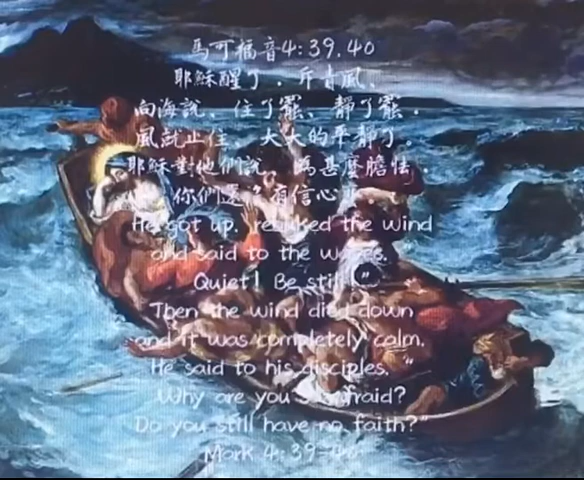 馬可福音4:39,40
耶穌醒了,斥責風、
向海說、住了罷、靜了罷.
風就止住、大大的平靜了。
耶穌對他們說、為甚麼膽怯.
你們還沒有信心
He got up, rebuked the wind
and said to the waves, "
Quiet! Be still!"
Then the wind died down
and it was completely calm.
He said to his disciples, "
Why are you so afraid?
Do you still have no faith?"
Mark 4:39-40